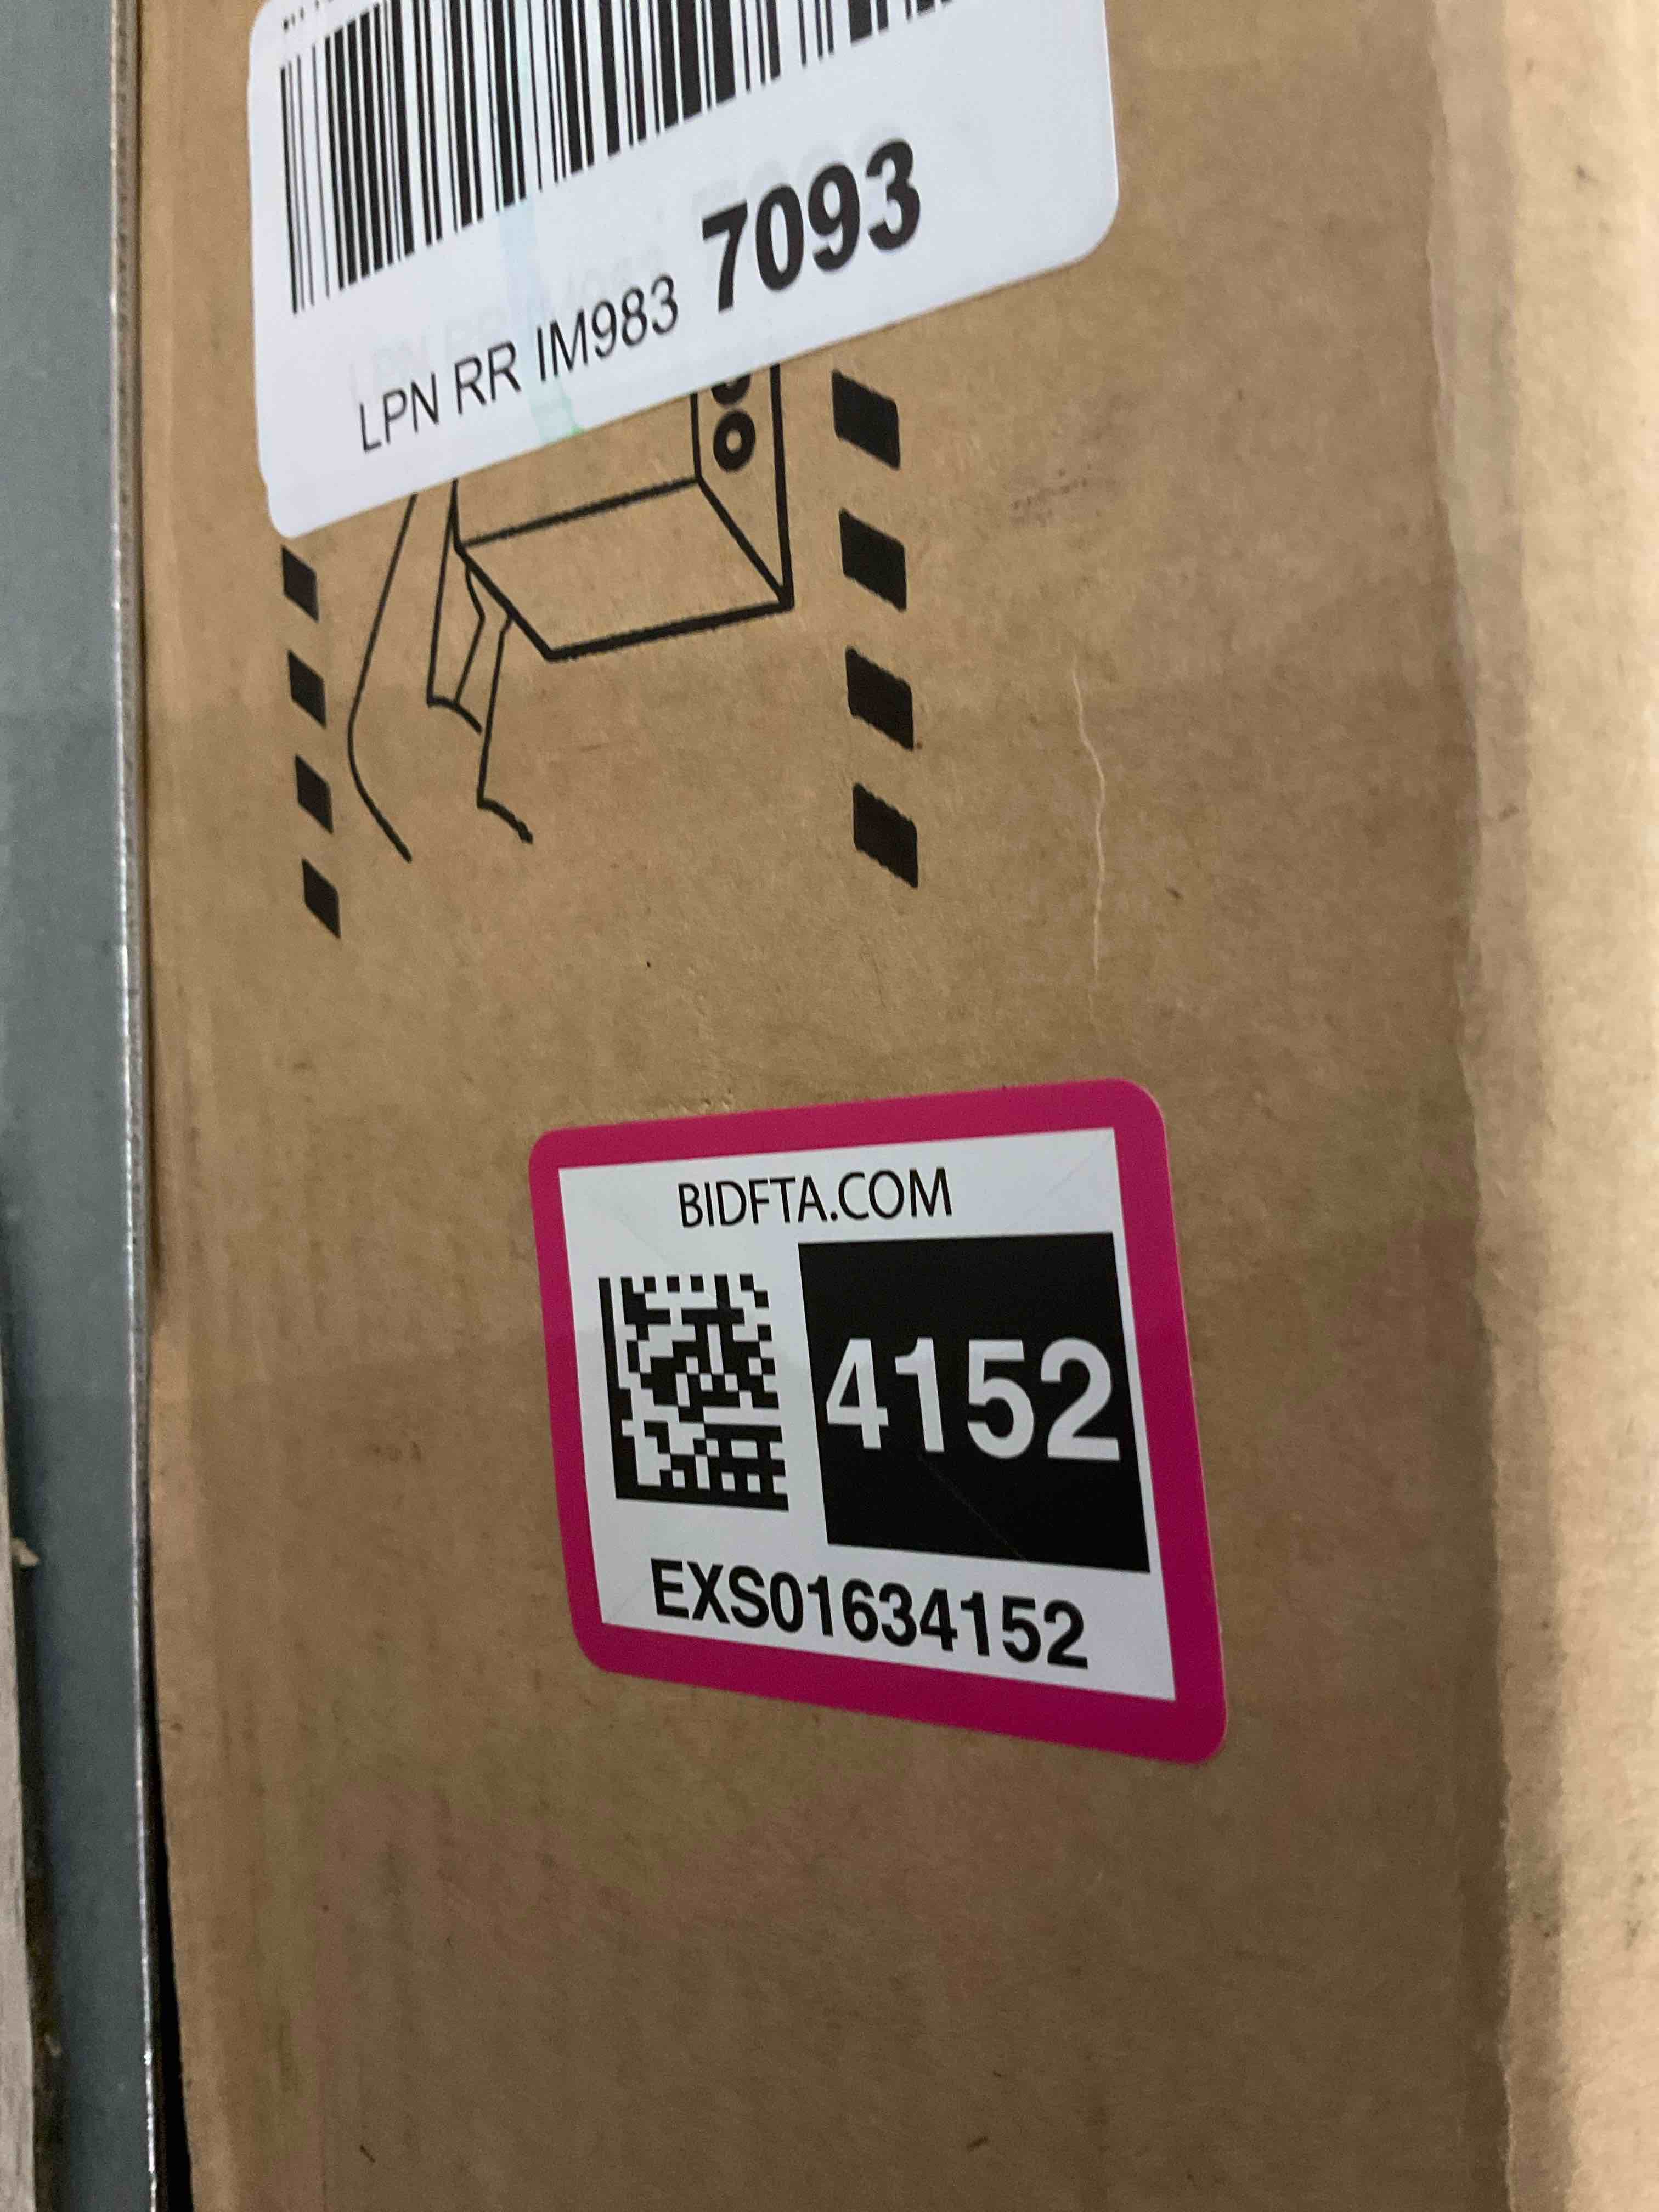 LPN RR IM983 7093
BIDFTA.COM
4152
EXS01634152